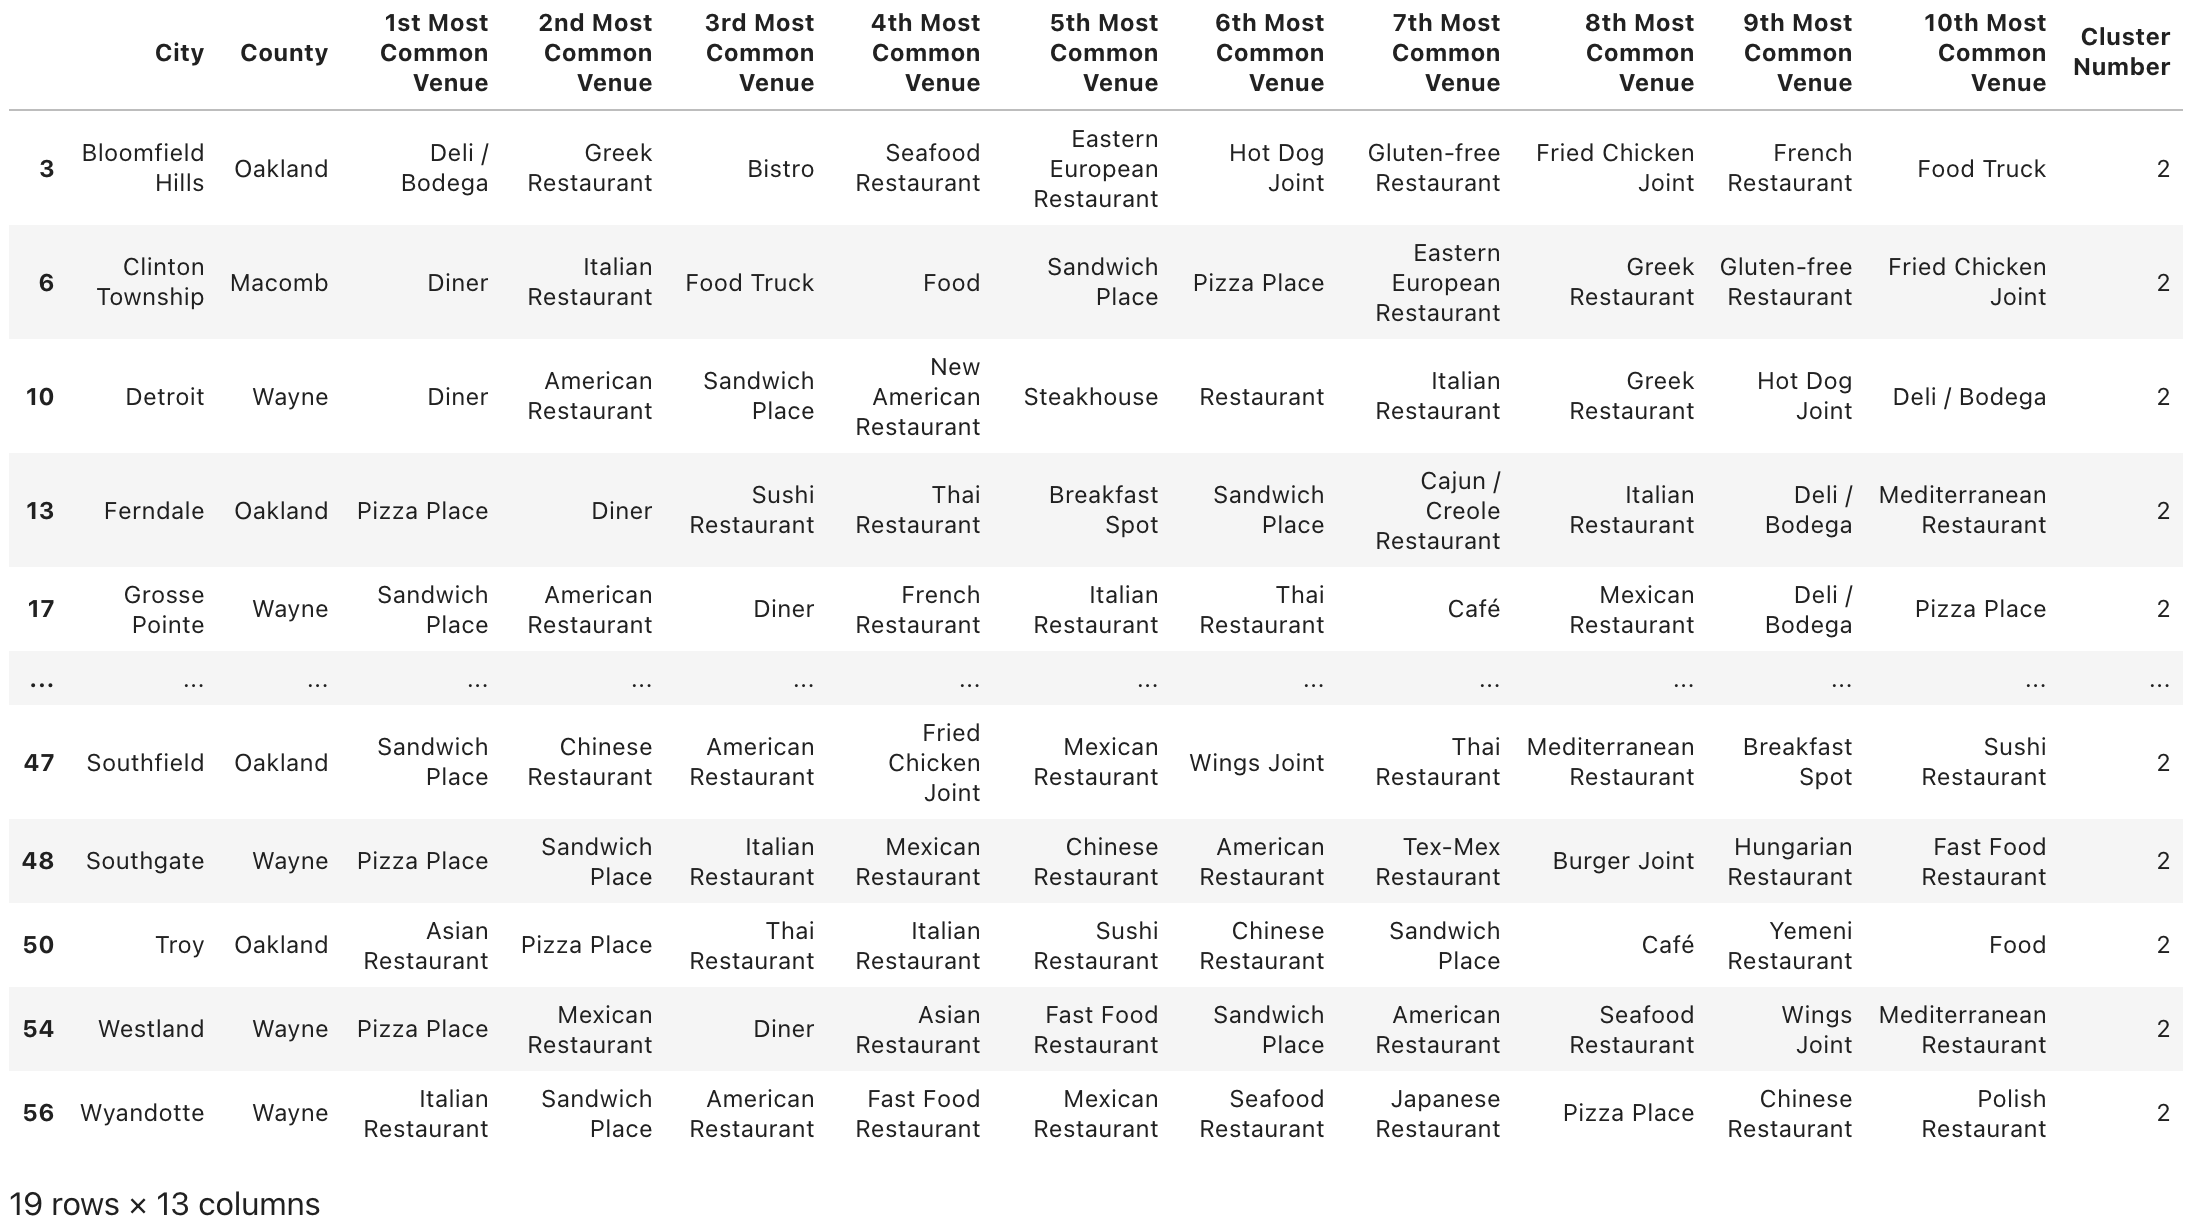 City County 1st Most Common Venue 2nd Most Common Venue 3rd Most Common Venue 4th Most Common Venue 5th Most Common Venue 6th Most Common Venue 7th Most Common Venue 8th Most Common Venue 9th Most Common Venue 10th Most Common Venue Cluster Number
3 Bloomfield Hills Oakland Deli / Bodega Greek Restaurant Bistro Seafood Restaurant Eastern European Restaurant Hot Dog Joint Gluten-free Restaurant Fried Chicken Joint French Restaurant Food Truck 2
6 Clinton Township Macomb Diner Italian Restaurant Food Truck Food Sandwich Place Pizza Place Eastern European Restaurant Greek Restaurant Gluten-free Restaurant Fried Chicken Joint 2
10 Detroit Wayne Diner American Restaurant Sandwich Place New American Restaurant Steakhouse Restaurant Italian Restaurant Greek Restaurant Hot Dog Joint Deli / Bodega 2
13 Ferndale Oakland Pizza Place Diner Sushi Restaurant Thai Restaurant Breakfast Spot Sandwich Place Cajun / Creole Restaurant Italian Restaurant Deli / Bodega Mediterranean Restaurant 2
17 Grosse Pointe Wayne Sandwich Place American Restaurant Diner French Restaurant Italian Restaurant Thai Restaurant Café Mexican Restaurant Deli / Bodega Pizza Place 2
... ... ... ... ... ... ... ... ... ... ... ... ... ...
47 Southfield Oakland Sandwich Place Chinese Restaurant American Restaurant Fried Chicken Joint Mexican Restaurant Wings Joint Thai Restaurant Mediterranean Restaurant Breakfast Spot Sushi Restaurant 2
48 Southgate Wayne Pizza Place Sandwich Place Italian Restaurant Mexican Restaurant Chinese Restaurant American Restaurant Tex-Mex Restaurant Burger Joint Hungarian Restaurant Fast Food Restaurant 2
50 Troy Oakland Asian Restaurant Pizza Place Thai Restaurant Italian Restaurant Sushi Restaurant Chinese Restaurant Sandwich Place Café Yemeni Restaurant Food 2
54 Westland Wayne Pizza Place Mexican Restaurant Diner Asian Restaurant Fast Food Restaurant Sandwich Place American Restaurant Seafood Restaurant Wings Joint Mediterranean Restaurant 2
56 Wyandotte Wayne Italian Restaurant Sandwich Place American Restaurant Fast Food Restaurant Mexican Restaurant Seafood Restaurant Japanese Restaurant Pizza Place Chinese Restaurant Polish Restaurant 2
19 rows × 13 columns